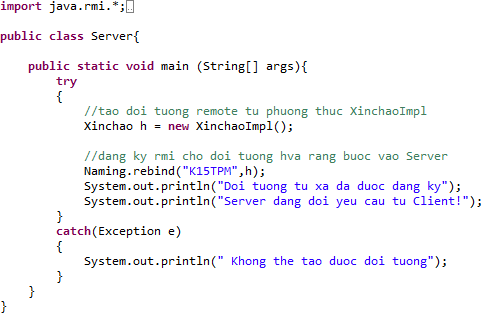 import java.rmi.*;
public class Server{
public static void main (String[] args){
try
{
//tao doi tuong remote tu phuong thuc XinchaoImpl
Xinchao h = new XinchaoImpl();
//dang ky rmi cho doi tuong hva rang buoc vao Server
Naming.rebind("K15TPM",h);
System.out.println("Doi tuong tu xa da duoc dang ky");
System.out.println("Server dang doi yeu cau tu Client!");
}
catch(Exception e)
{
System.out.println(" Khong the tao duoc doi tuong");
}
}
}